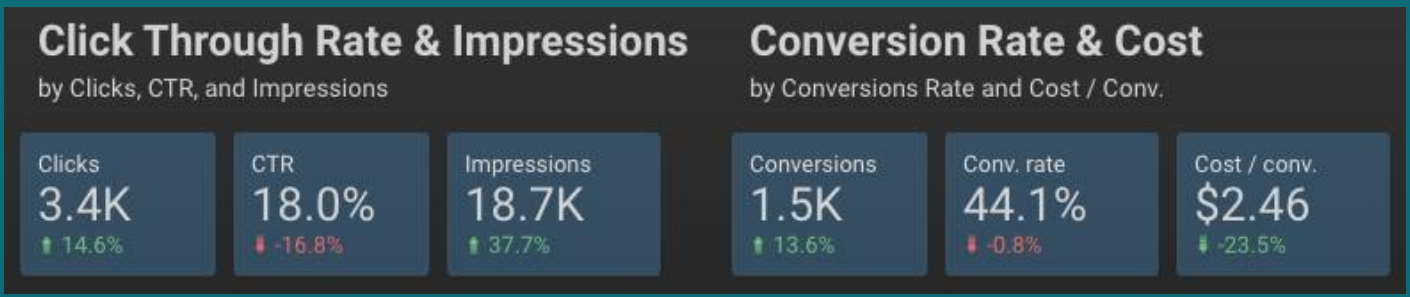 Click Through Rate & Impressions
by Clicks, CTR, and Impressions
Clicks
3.4K
14.6%
CTR
18.0%
-16.8%
Impressions
18.7K
37.7%
Conversion Rate & Cost
by Conversions Rate and Cost / Conv.
Conversions
1.5K
13.6%
Conv. rate
44.1%
-0.8%
Cost / conv.
$2.46
-23.5%